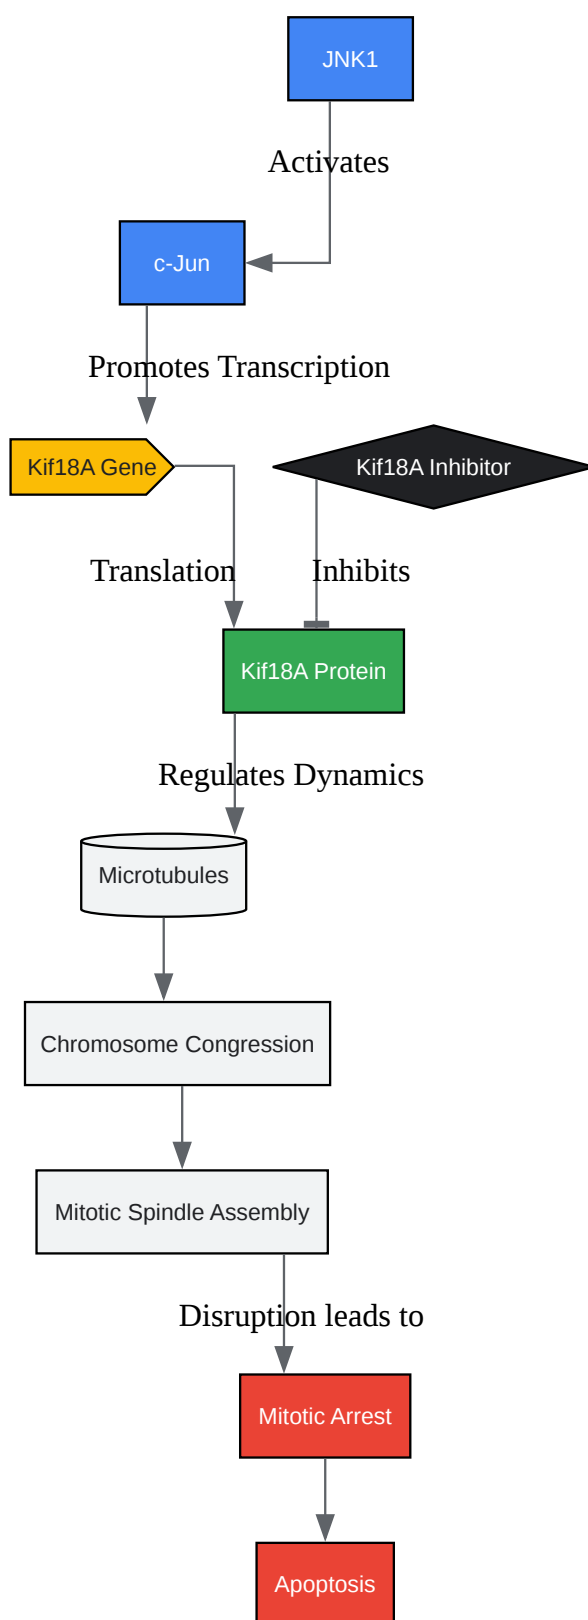 JNK1
Activates
c-Jun
Promotes Transcription
Kif18A Gene
Kif18A Inhibitor
Translation
Inhibits
Kif18A Protein
Regulates Dynamics
Microtubules
Chromosome Congression
Mitotic Spindle Assembly
Disruption leads to
Mitotic Arrest
Apoptosis